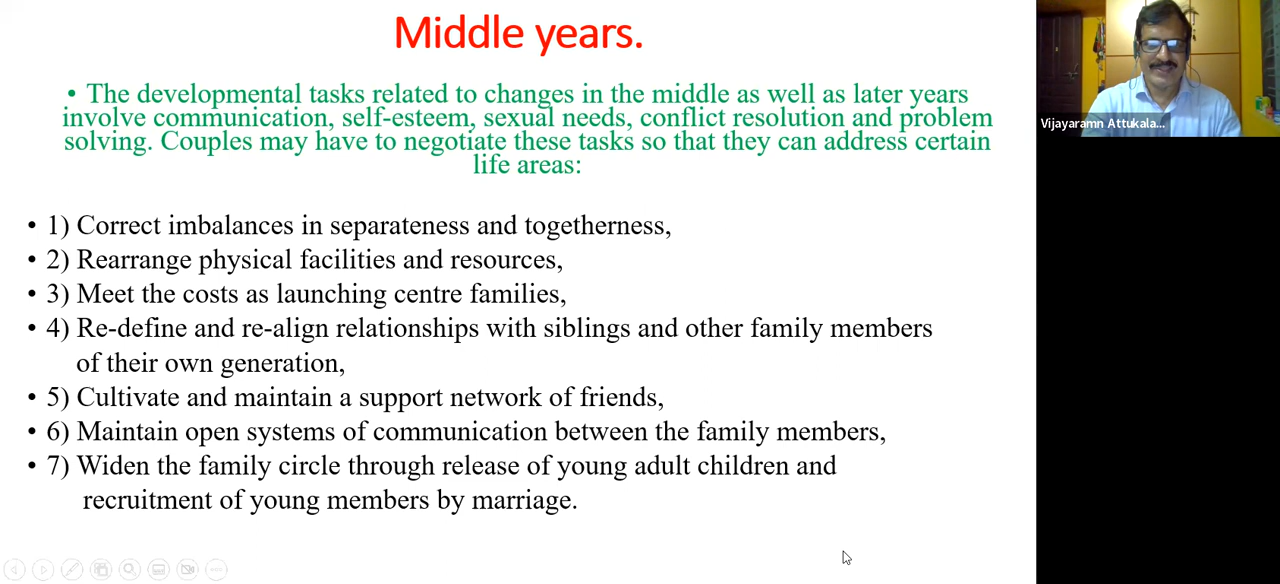 Middle years.
• The developmental tasks related to changes in the middle as well as later years
involve communication, self-esteem, sexual needs, conflict resolution and problem
solving. Couples may have to negotiate these tasks so that they can address certain
life areas:
• 1) Correct imbalances in separateness and togetherness,
• 2) Rearrange physical facilities and resources,
• 3) Meet the costs as launching centre families,
• 4) Re-define and re-align relationships with siblings and other family members
of their own generation,
• 5) Cultivate and maintain a support network of friends,
• 6) Maintain open systems of communication between the family members,
• 7) Widen the family circle through release of young adult children and
recruitment of young members by marriage.
Vijayaramn Attukala...